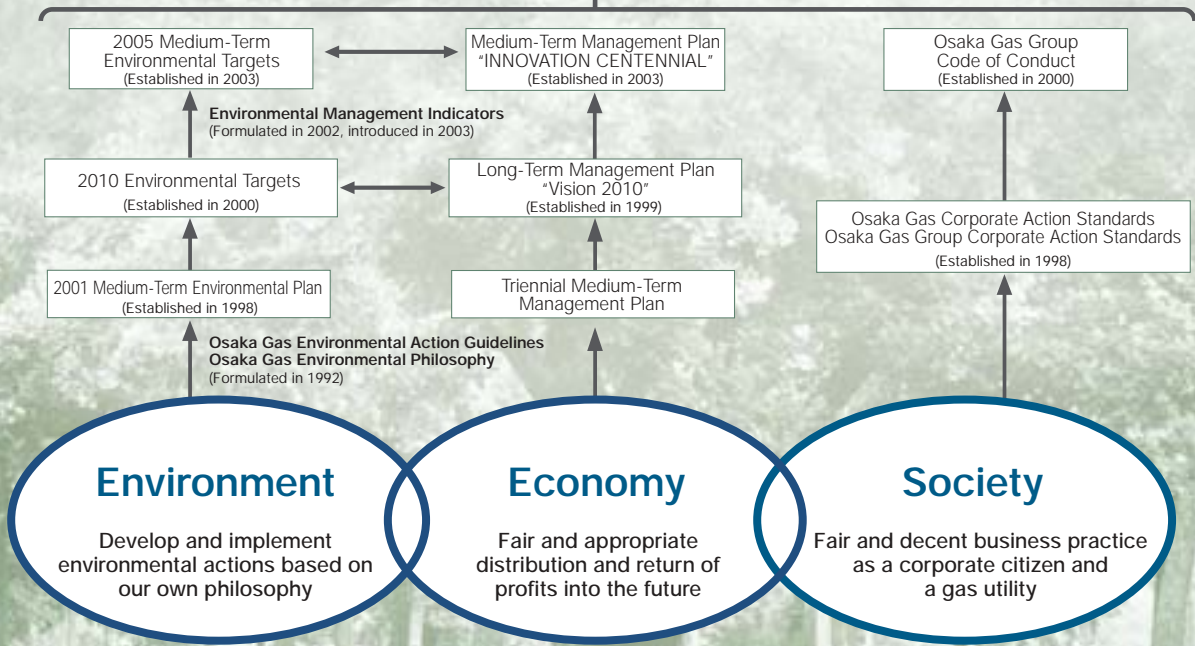 2005 Medium-Term
Environmental Targets
(Established in 2003)
Medium-Term Management Plan
“INNOVATION CENTENNIAL”
(Established in 2003)
Osaka Gas Group
Code of Conduct
(Established in 2000)
Environmental Management Indicators
(Formulated in 2002, introduced in 2003)
2010 Environmental Targets
(Established in 2000)
Long-Term Management Plan
“Vision 2010”
(Established in 1999)
Osaka Gas Corporate Action Standards
Osaka Gas Group Corporate Action Standards
(Established in 1998)
2001 Medium-Term Environmental Plan
(Established in 1998)
Triennial Medium-Term
Management Plan
Osaka Gas Environmental Action Guidelines
Osaka Gas Environmental Philosophy
(Formulated in 1992)
Environment
Develop and implement
environmental actions based on
our own philosophy
Economy
Fair and appropriate
distribution and return of
profits into the future
Society
Fair and decent business practice
as a corporate citizen and
a gas utility